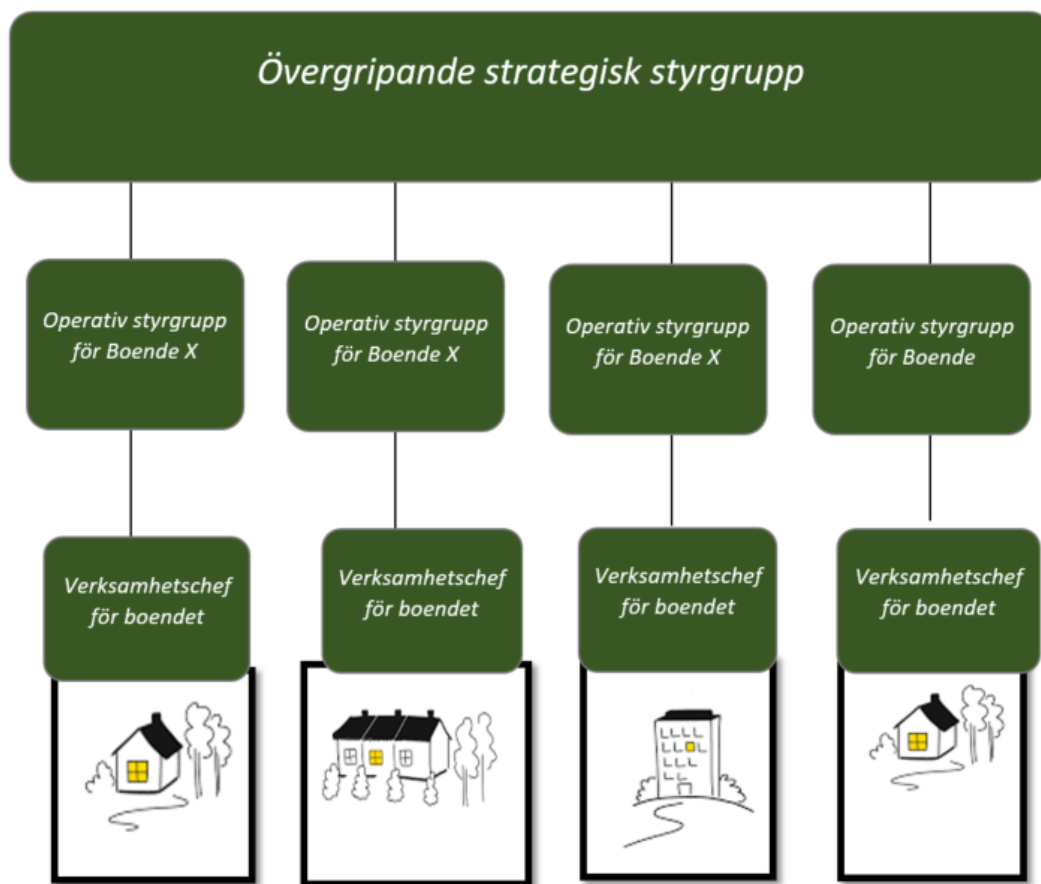 Övergripande strategisk styrgrupp
Operativ styrgrupp
för Boende X
Operativ styrgrupp
för Boende X
Operativ styrgrupp
för Boende X
Operativ styrgrupp
för Boende
Verksamhetschef
för boendet
Verksamhetschef
för boendet
Verksamhetschef
för boendet
Verksamhetschef
för boendet